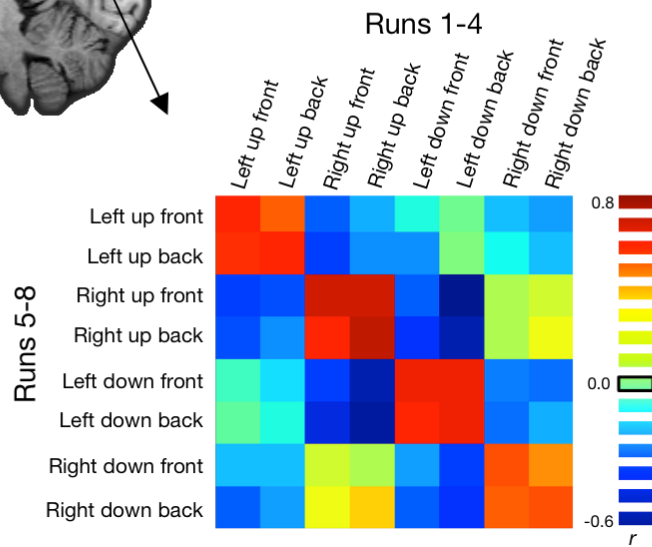 Runs 1-4
Left up front
Left up back
Right up front
Right up back
Left down front
Left down back
Right down front
Right down back
Runs 5-8
Left up front
Left up back
Right up front
Right up back
Left down front
Left down back
Right down front
Right down back
0.8
0.0
-0.6
r